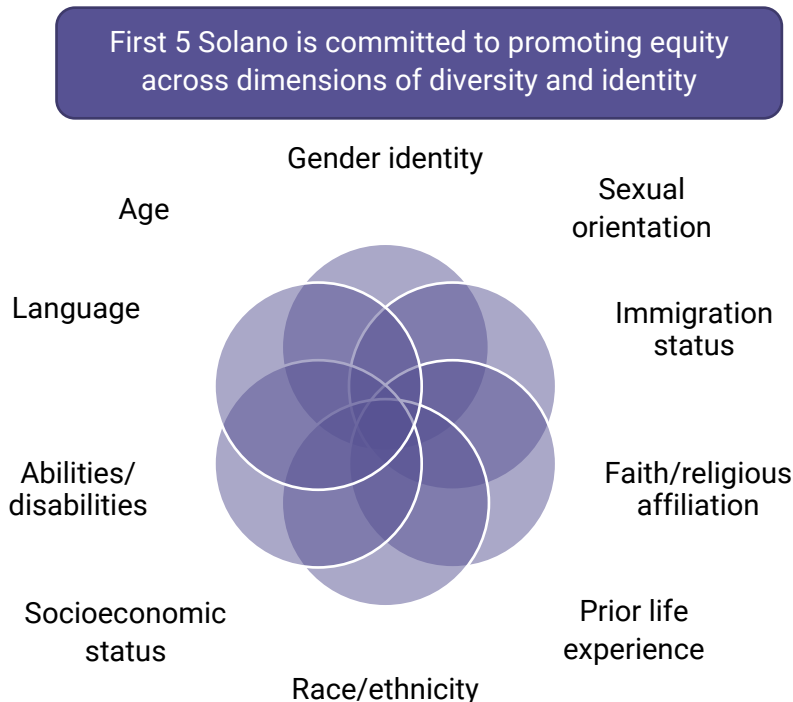 First 5 Solano is committed to promoting equity
across dimensions of diversity and identity
Gender identity
Sexual
orientation
Age
Language
Immigration
status
Abilities/
disabilities
Faith/religious
affiliation
Socioeconomic
status
Prior life
experience
Race/ethnicity